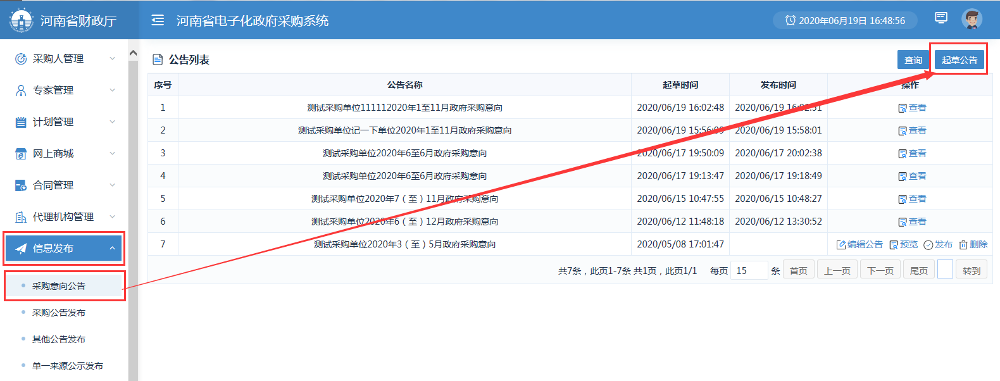 河南省财政厅
河南省电子化政府采购系统
2020年06月19日 16:48:56
采购人管理
专家管理
计划管理
网上商城
合同管理
代理机构管理
信息发布
采购意向公告
采购公告发布
其他公告发布
单一来源公示发布
公告列表
查询 起草公告
序号 公告名称 起草时间 发布时间 操作
1 测试采购单位111112020年1至11月政府采购意向 2020/06/19 16:02:48 2020/06/19 16:02:51 查看
2 测试采购单位记一下单位2020年1至11月政府采购意向 2020/06/19 15:56:09 2020/06/19 15:58:01 查看
3 测试采购单位2020年6至6月政府采购意向 2020/06/17 19:50:09 2020/06/17 20:02:38 查看
4 测试采购单位2020年6至6月政府采购意向 2020/06/17 19:13:47 2020/06/17 19:18:49 查看
5 测试采购单位2020年7（至）11月政府采购意向 2020/06/15 10:47:55 2020/06/15 10:48:27 查看
6 测试采购单位2020年6（至）12月政府采购意向 2020/06/12 11:48:18 2020/06/12 13:30:52 查看
7 测试采购单位2020年3（至）5月政府采购意向 2020/05/08 17:01:47 编辑公告 预览 发布 删除
共7条，此页1-7条 共1页，此页1/1 每页 15 条 首页 上一页 下一页 尾页 转到